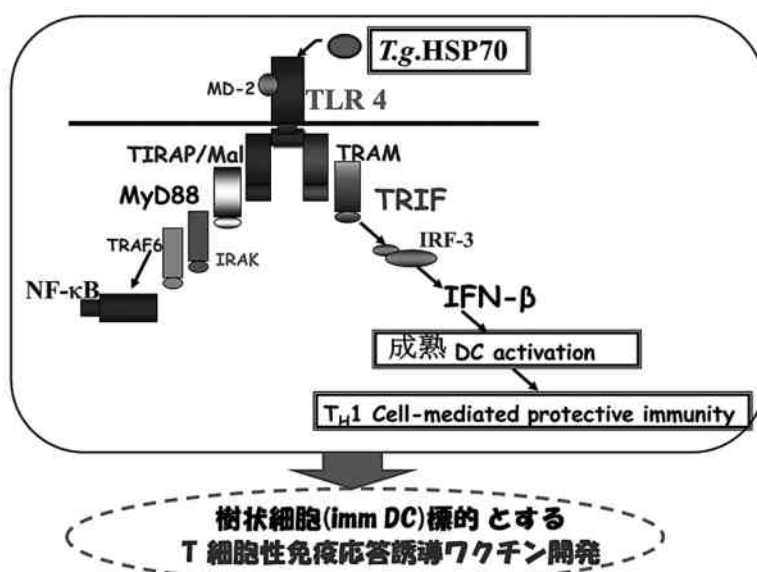 T.g.HSP70
MD-2
TLR 4
TIRAP/Mal
TRAM
MyD88
TRIF
TRAF6
IRAK
IRF-3
NF-κB
IFN-β
成熟 DC activation
TH1 Cell-mediated protective immunity
樹状細胞(imm DC)標的 とする
T 細胞性免疫応答誘導ワクチン開発